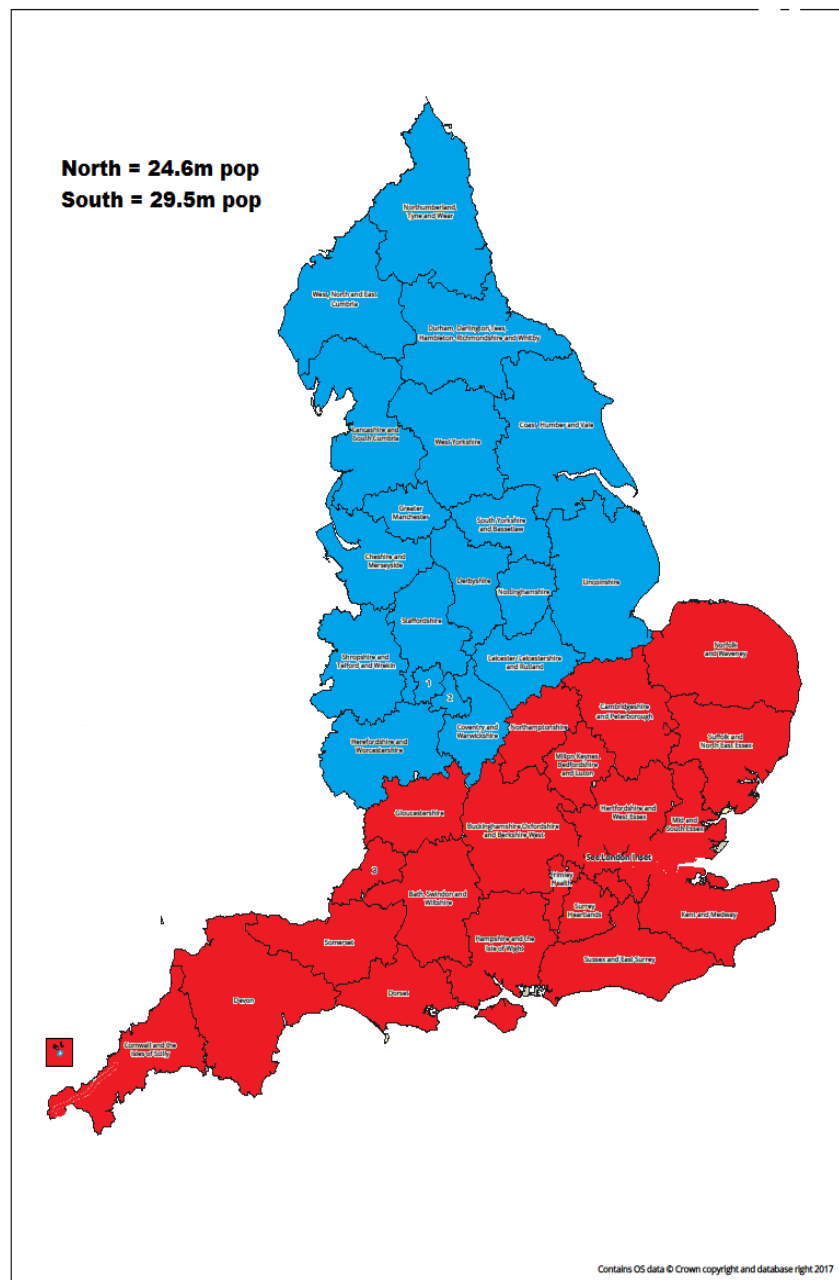 North = 24.6m pop
South = 29.5m pop
Northumberland,
Tyne and Wear
West, North and East
Cumbria
Durham, Darlington, Tees,
Hambleton, Richmondshire and Whitby
Lancashire and
South Cumbria
West Yorkshire
Coast, Humber and Vale
Greater
Manchester
South Yorkshire
and Bassetlaw
Cheshire and
Merseyside
Derbyshire
Nottinghamshire
Lincolnshire
Staffordshire
Shropshire and
Telford and Wrekin
Leicester, Leicestershire
and Rutland
Norfolk
and Waveney
1
2
Cambridgeshire
and Peterborough
Coventry and
Warwickshire
Northamptonshire
Herefordshire and
Worcestershire
Suffolk and
North East Essex
Milton Keynes,
Bedfordshire
and Luton
Gloucestershire
Hertfordshire and
West Essex
Buckinghamshire, Oxfordshire
and Berkshire West
Mid and
South Essex
See London Inset
3
Frimley
Health
Bath, Swindon and
Wiltshire
Surrey
Heartlands
Kent and Medway
Somerset
Hampshire and the
Isle of Wight
Sussex and East Surrey
Devon
Dorset
Cornwall and the
Isles of Scilly
Contains OS data © Crown copyright and database right 2017